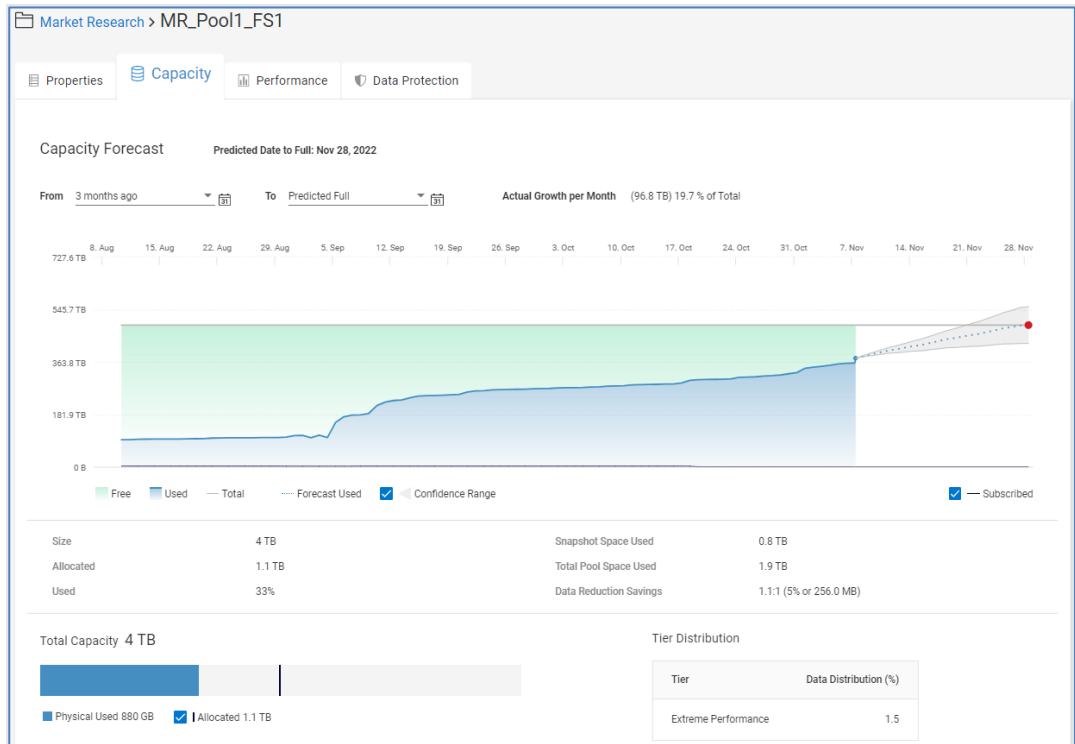 Market Research > MR_Pool1_FS1
Properties Capacity Performance Data Protection
Capacity Forecast Predicted Date to Full: Nov 28, 2022
From 3 months ago To Predicted Full Actual Growth per Month (96.8 TB) 19.7 % of Total
8. Aug 15. Aug 22. Aug 29. Aug 5. Sep 12. Sep 19. Sep 26. Sep 3. Oct 10. Oct 17. Oct 24. Oct 31. Oct 7. Nov 14. Nov 21. Nov 28. Nov
727.6 TB
545.7 TB
363.8 TB
181.9 TB
0 B
Free Used Total Forecast Used Confidence Range Subscribed
Size 4 TB Snapshot Space Used 0.8 TB
Allocated 1.1 TB Total Pool Space Used 1.9 TB
Used 33% Data Reduction Savings 1.1:1 (5% or 256.0 MB)
Total Capacity 4 TB Tier Distribution
Tier Data Distribution (%)
Physical Used 880 GB Allocated 1.1 TB
Extreme Performance 1.5